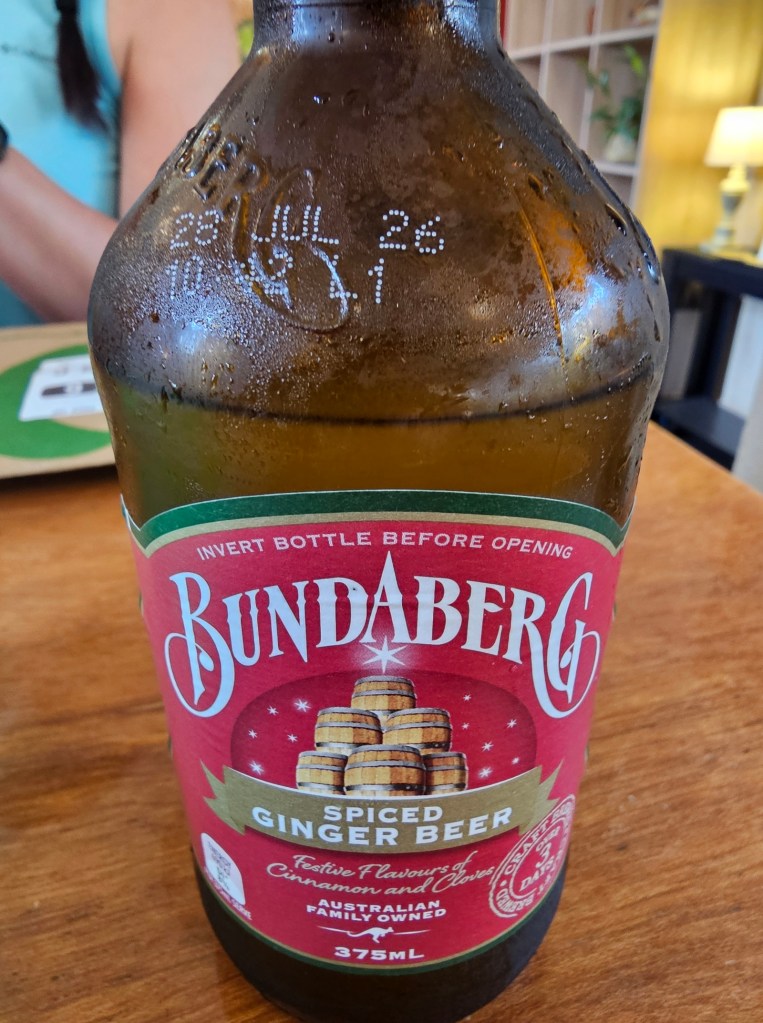 28 JUL 26
INVERT BOTTLE BEFORE OPENING
BUNDABERG
SPICED
GINGER BEER
Festive Flavours of
Cinnamon and Cloves
AUSTRALIAN
FAMILY OWNED
375ML